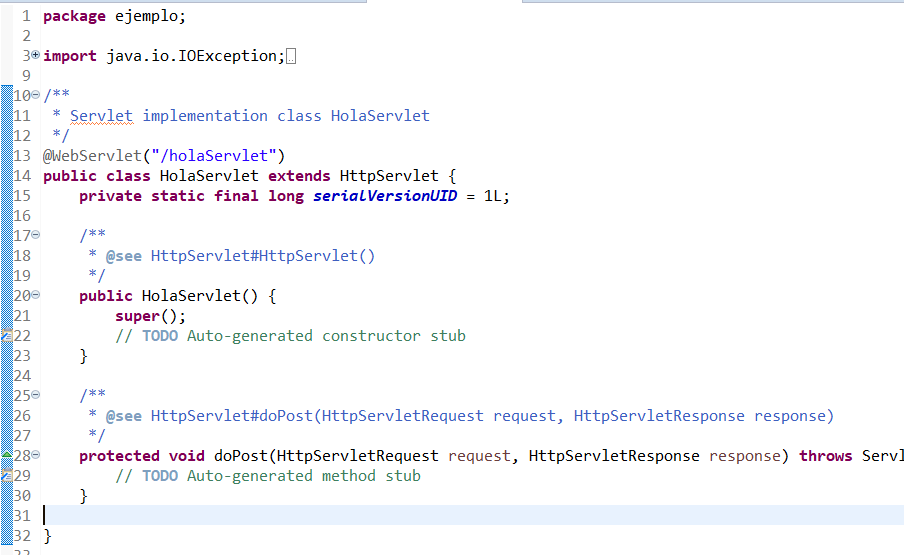 1 package ejemplo;
2
3 import java.io.IOException;
9
10 /**
11 * Servlet implementation class HolaServlet
12 */
13 @WebServlet("/holaServlet")
14 public class HolaServlet extends HttpServlet {
15 private static final long serialVersionUID = 1L;
16
17 /**
18 * @see HttpServlet#HttpServlet()
19 */
20 public HolaServlet() {
21 super();
22 // TODO Auto-generated constructor stub
23 }
24
25 /**
26 * @see HttpServlet#doPost(HttpServletRequest request, HttpServletResponse response)
27 */
28 protected void doPost(HttpServletRequest request, HttpServletResponse response) throws Servl
29 // TODO Auto-generated method stub
30 }
31
32 }